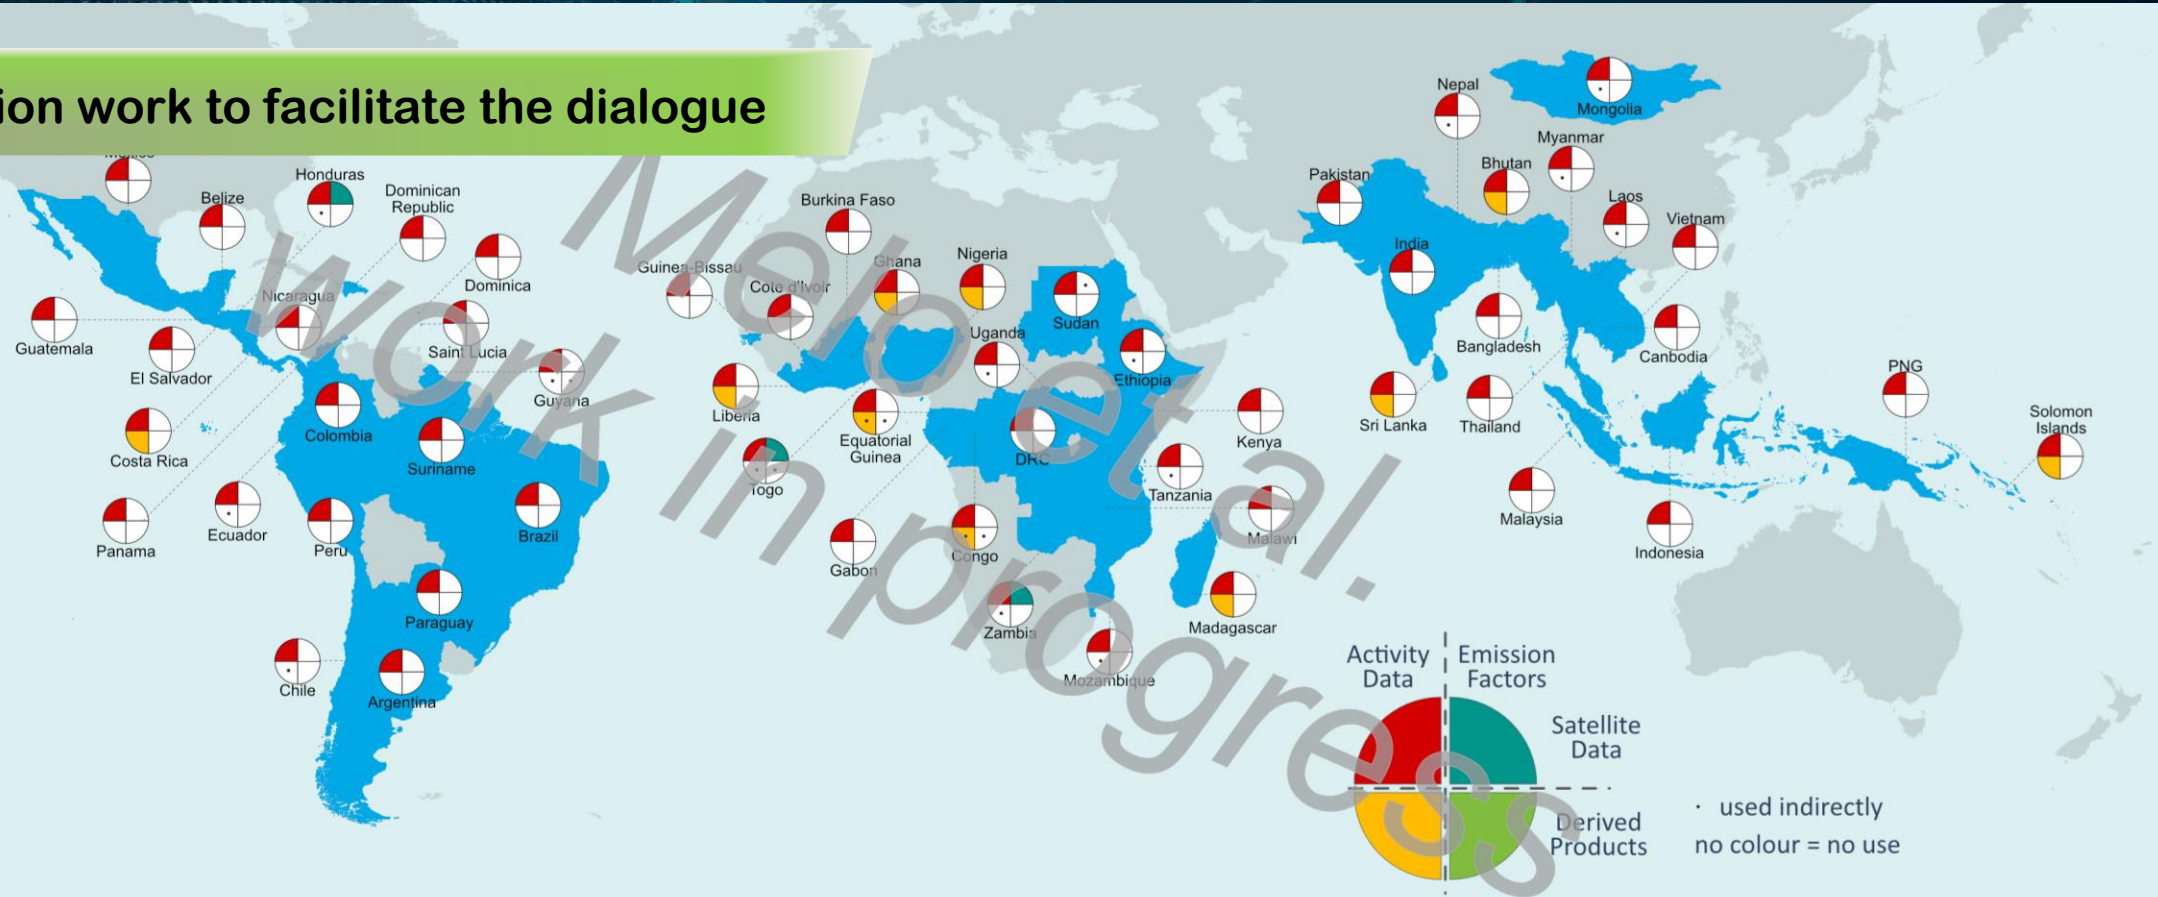 ion work to facilitate the dialogue
Mexico
Honduras
Belize
Dominican
Republic
Dominica
Nicaragua
Saint Lucia
Guatemala
El Salvador
Guyana
Colombia
Suriname
Costa Rica
Panama
Ecuador
Peru
Brazil
Paraguay
Chile
Argentina
Burkina Faso
Guinea-Bissau
Cote d'Ivoir
Ghana
Nigeria
Uganda
Sudan
Ethiopia
Liberia
Equatorial
Guinea
DRC
Kenya
Togo
Tanzania
Gabon
Congo
Malawi
Zambia
Madagascar
Mozambique
Nepal
Mongolia
Myanmar
Bhutan
Pakistan
Laos
Vietnam
India
Bangladesh
Canbodia
Sri Lanka
Thailand
PNG
Solomon
Islands
Malaysia
Indonesia
Melo et al.
Work in progress
Activity
Data
Emission
Factors
Satellite
Data
Derived
Products
· used indirectly
no colour = no use